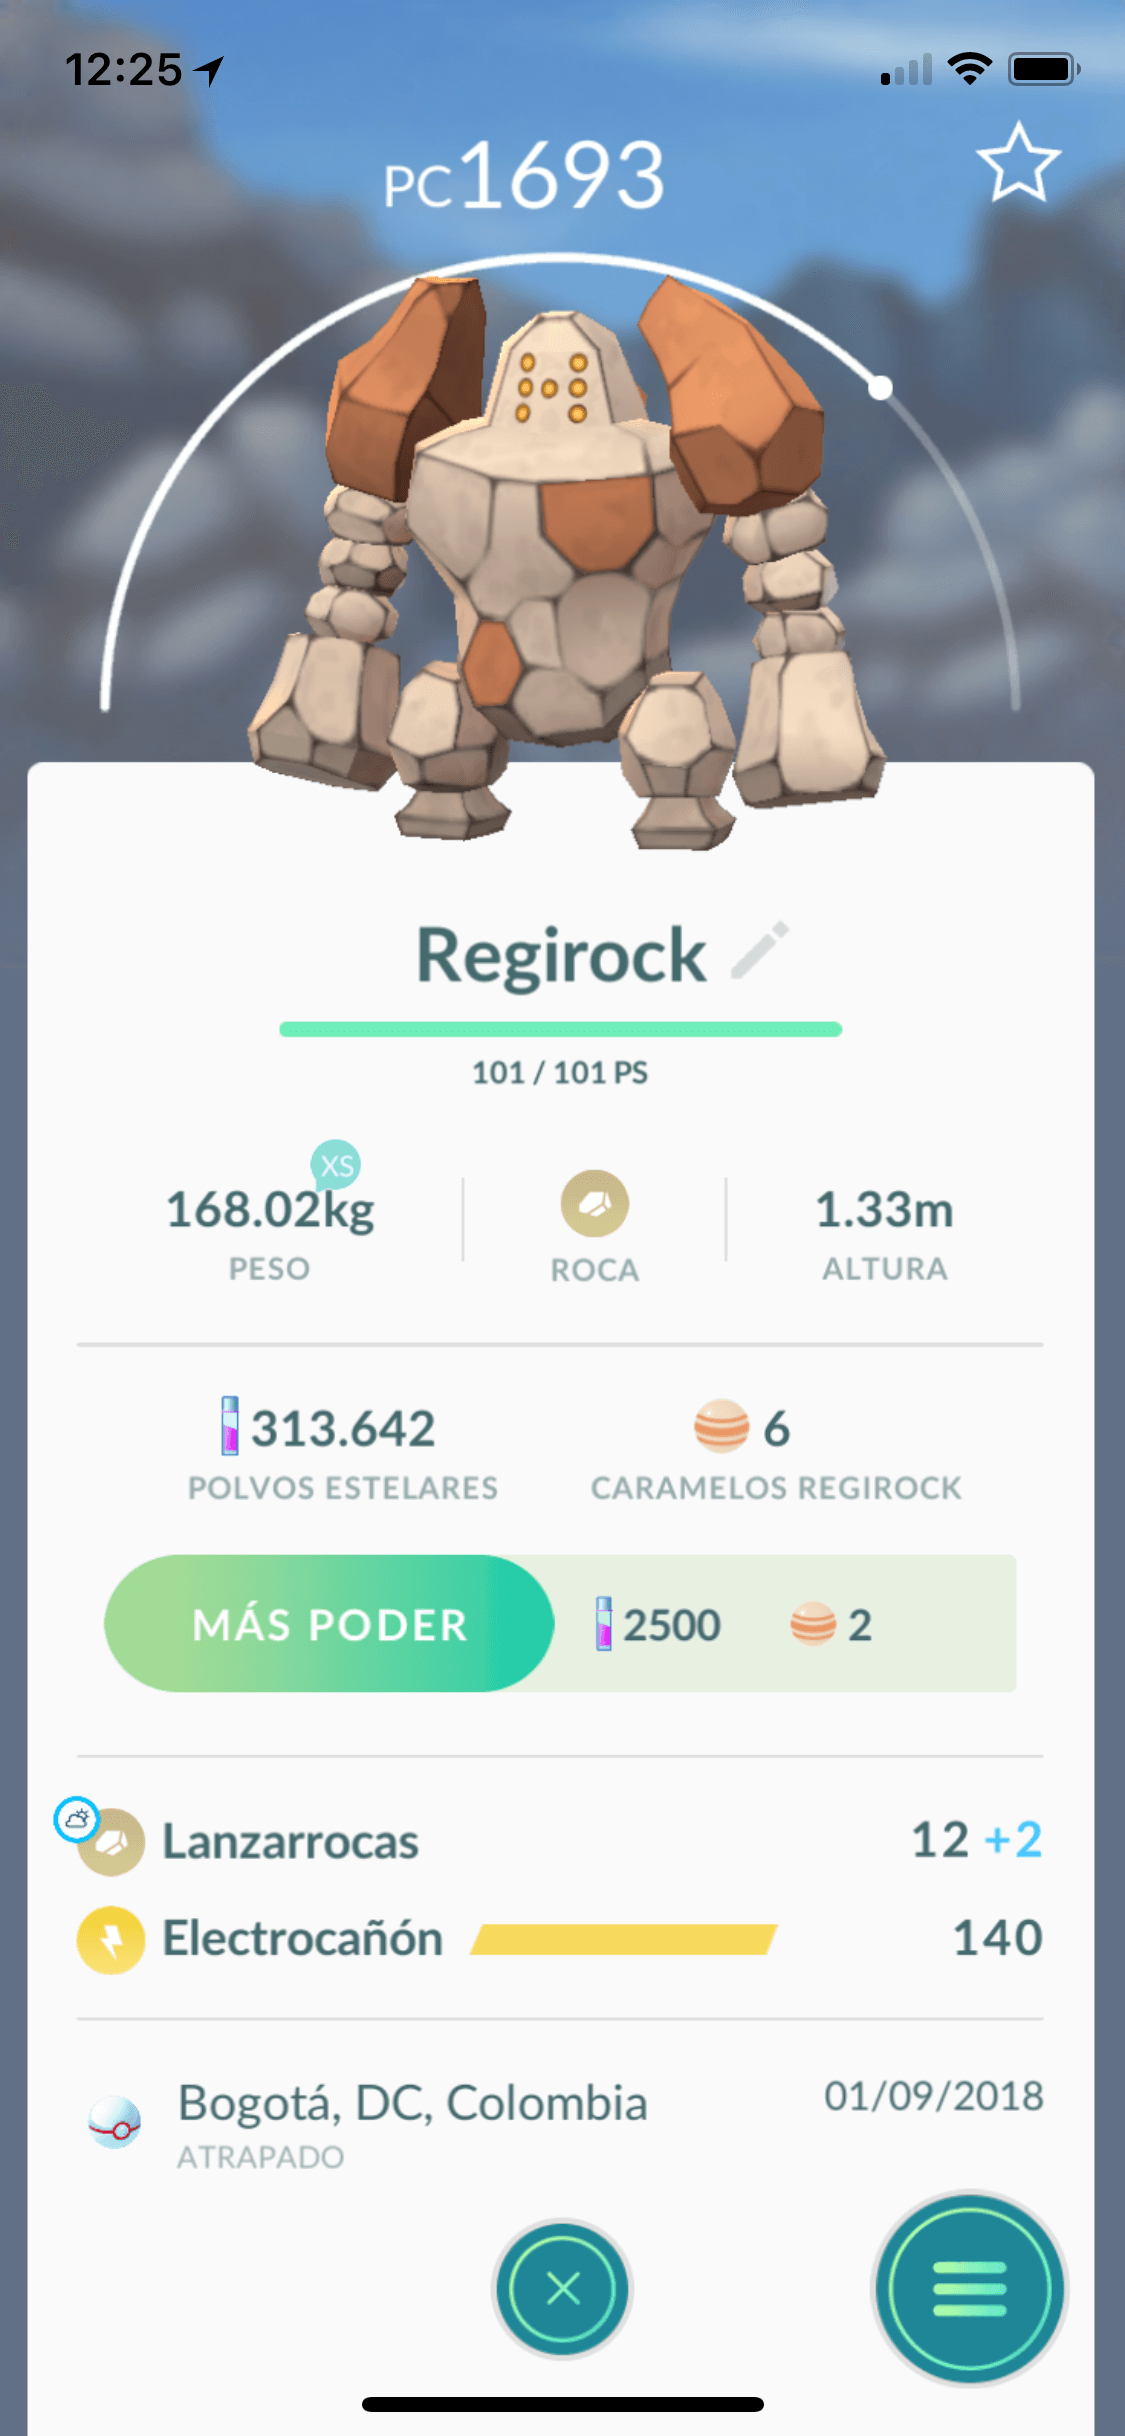 12:25
PC1693
Regirock
101 / 101 PS
XS
168.02kg
PESO
ROCA
1.33m
ALTURA
313.642
POLVOS ESTELARES
6
CARAMELOS REGIROCK
MÁS PODER 2500 2
Lanzarrocas 12 +2
Electrocañón 140
Bogotá, DC, Colombia 01/09/2018
ATRAPADO